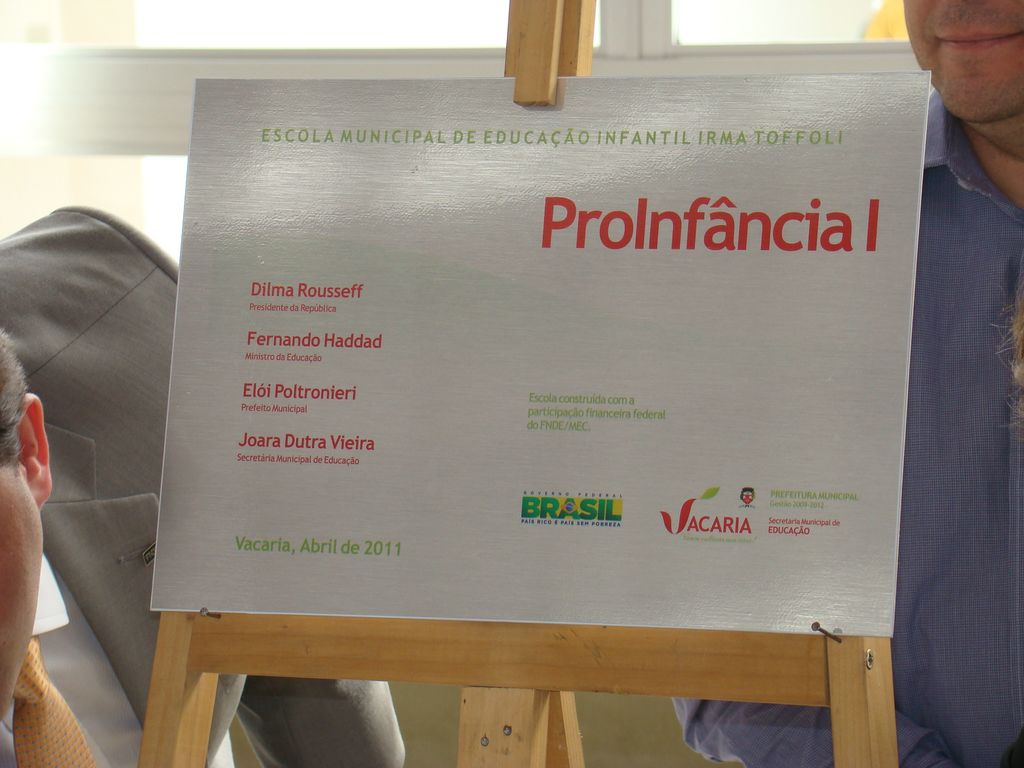 ESCOLA MUNICIPAL DE EDUCAÇÃO INFANTIL IRMA TOFFOLI
ProInfância I
Dilma Rousseff
Presidente da República
Fernando Haddad
Ministro da Educação
Elói Poltronieri
Prefeito Municipal
Joara Dutra Vieira
Secretária Municipal de Educação
Escola construída com a
participação financeira federal
do FNDE/MEC.
GOVERNO FEDERAL
BRASIL
PAÍS RICO É PAÍS SEM POBREZA
VACARIA
PREFEITURA MUNICIPAL
Gestão 2009-2012
Secretaria Municipal de
EDUCAÇÃO
Vacaria, Abril de 2011